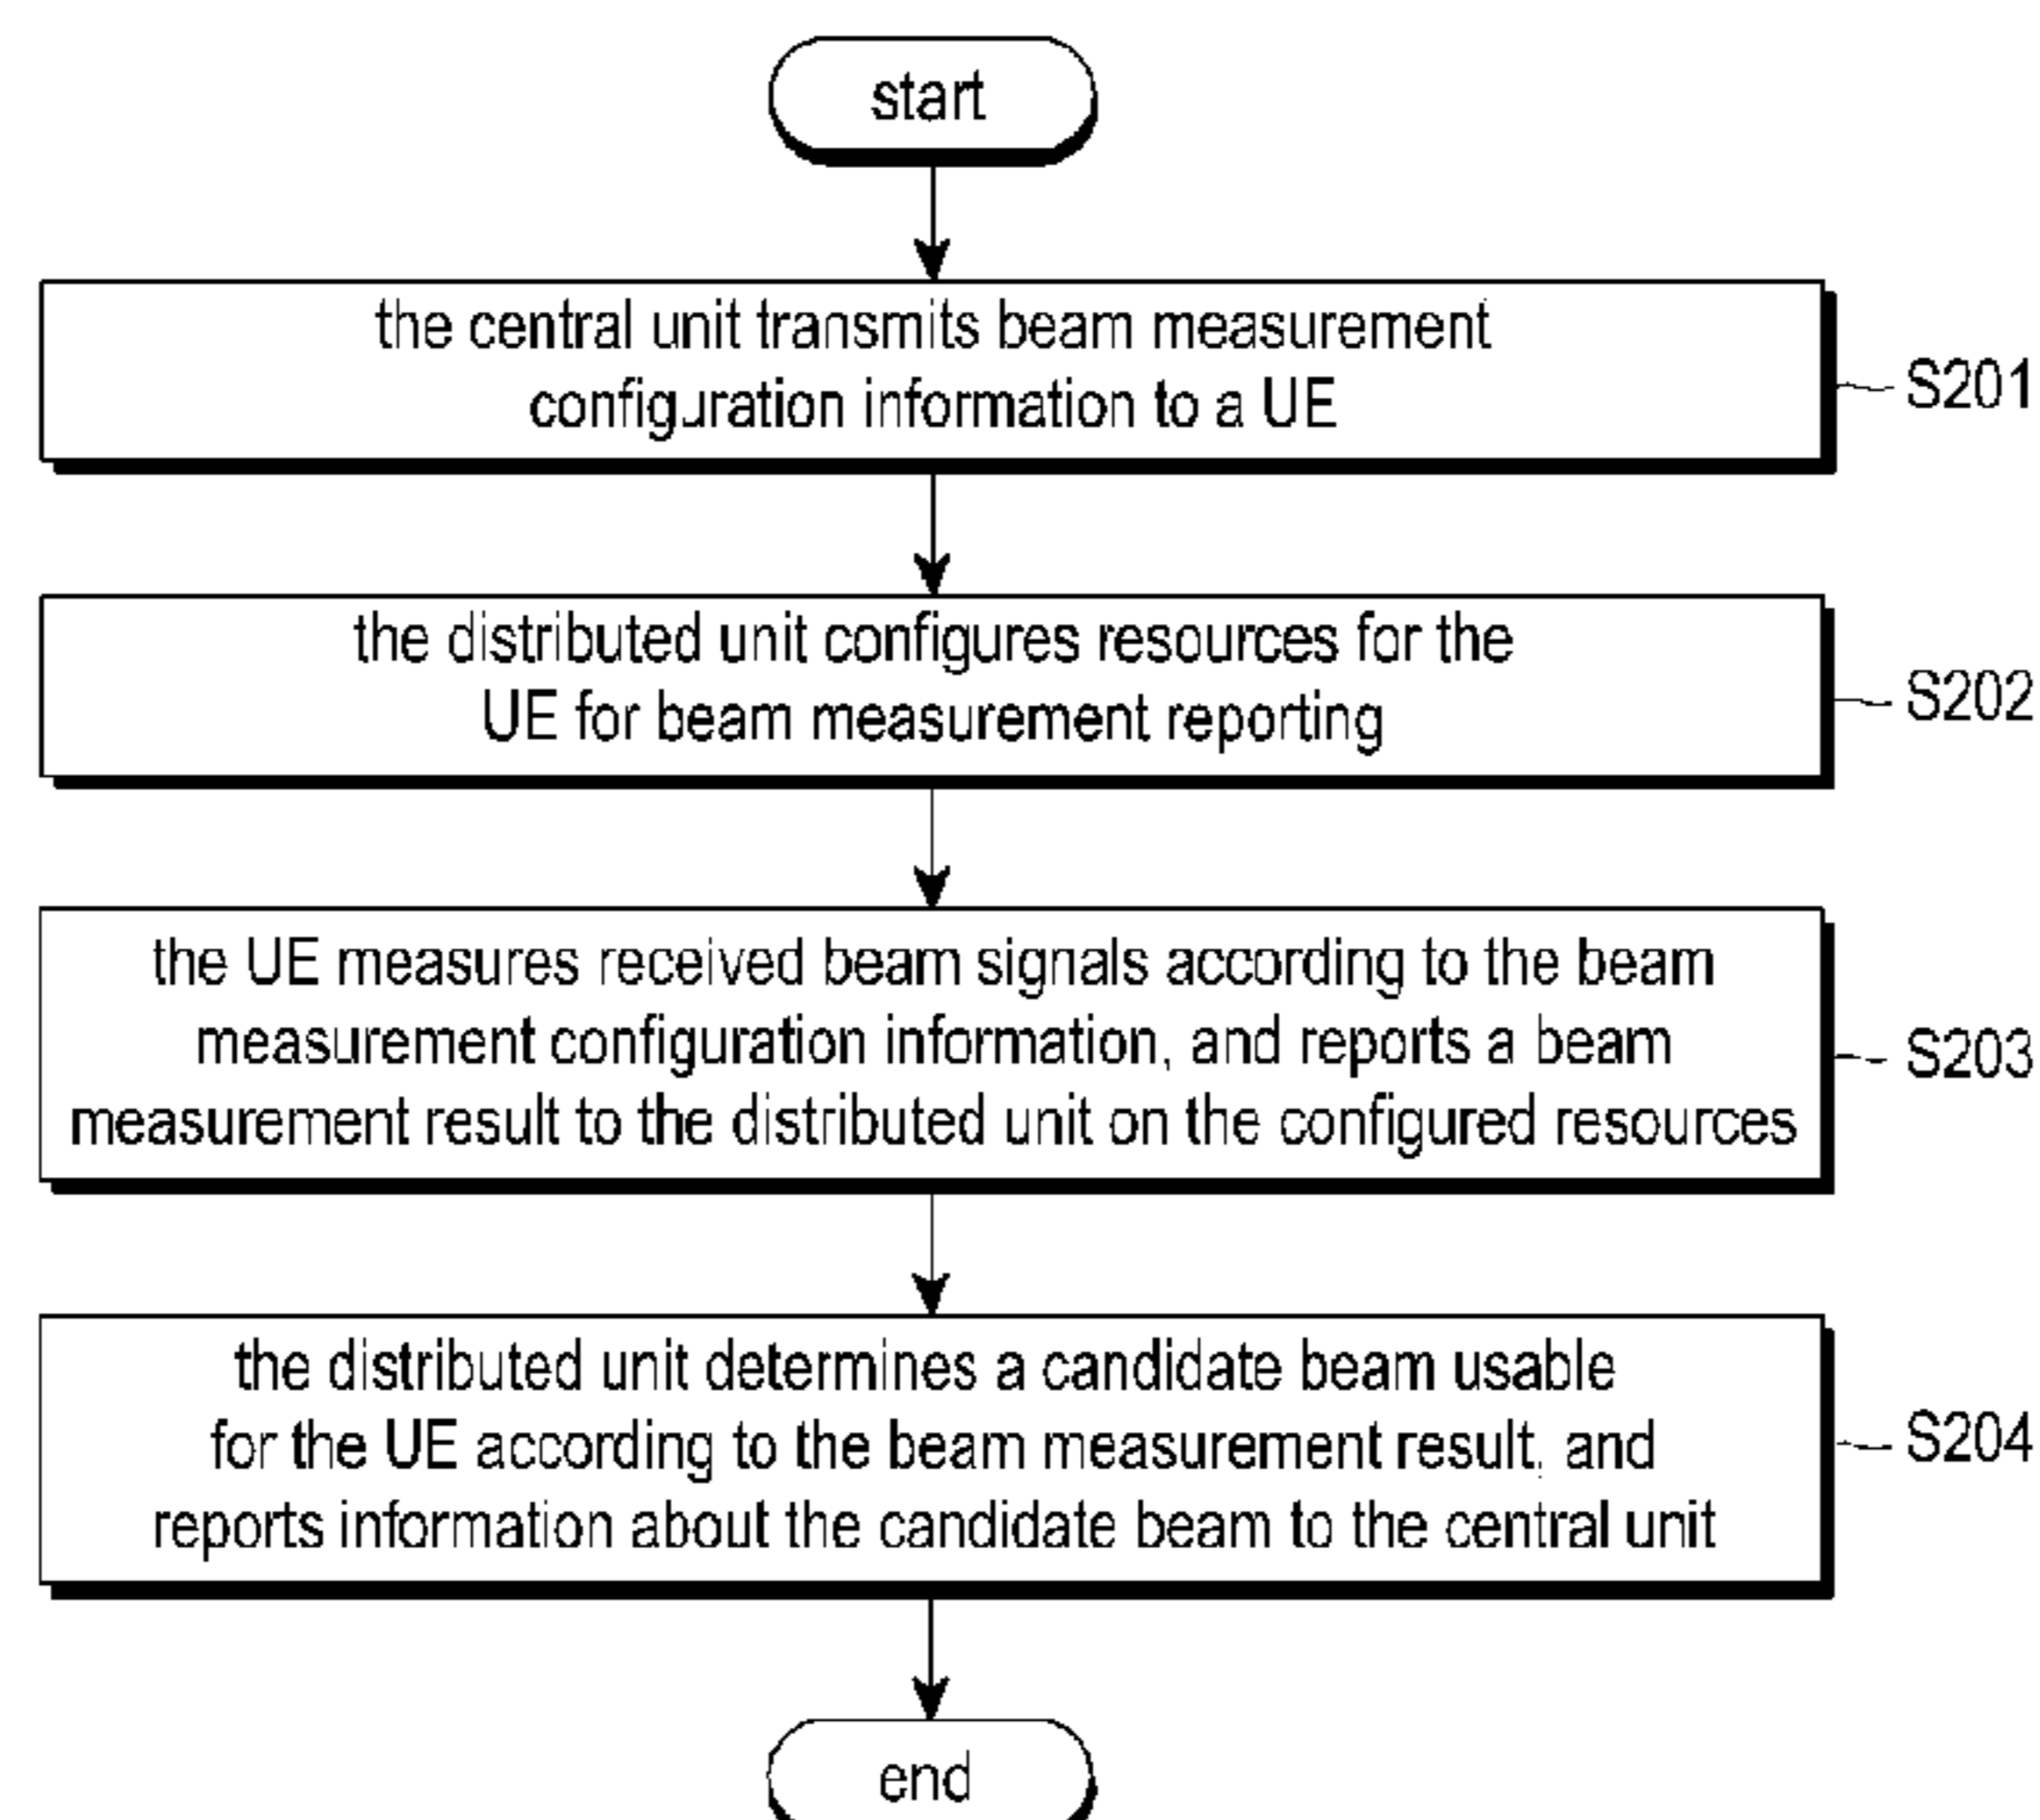 start
the central unit transmits beam measurement
configuration information to a UE
S201
the distributed unit configures resources for the
UE for beam measurement reporting
S202
the UE measures received beam signals according to the beam
measurement configuration information, and reports a beam
measurement result to the distributed unit on the configured resources
S203
the distributed unit determines a candidate beam usable
for the UE according to the beam measurement result, and
reports information about the candidate beam to the central unit
S204
end